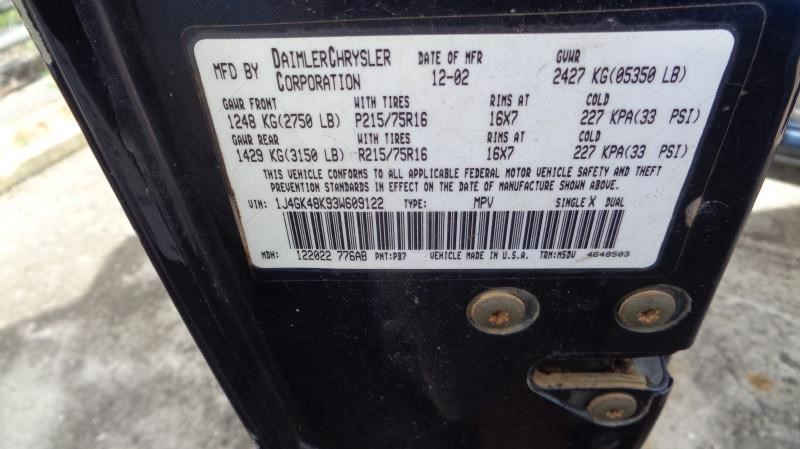 MFD BY DAIMLERCHRYSLER CORPORATION
DATE OF MFR 12-02
GVWR 2427 KG(05350 LB)
GAWR FRONT WITH TIRES RIMS AT COLD
1248 KG(2750 LB) P215/75R16 16X7 227 KPA(33 PSI)
GAWR REAR WITH TIRES RIMS AT COLD
1429 KG(3150 LB) R215/75R16 16X7 227 KPA(33 PSI)
THIS VEHICLE CONFORMS TO ALL APPLICABLE FEDERAL MOTOR VEHICLE SAFETY AND THEFT
PREVENTION STANDARDS IN EFFECT ON THE DATE OF MANUFACTURE SHOWN ABOVE.
VIN: 1J4GK48K93W609122 TYPE: MPV SINGLE X DUAL
MDH: 122022 776AB PNT:PB7 VEHICLE MADE IN U.S.A. TRM:MSDV 4648503